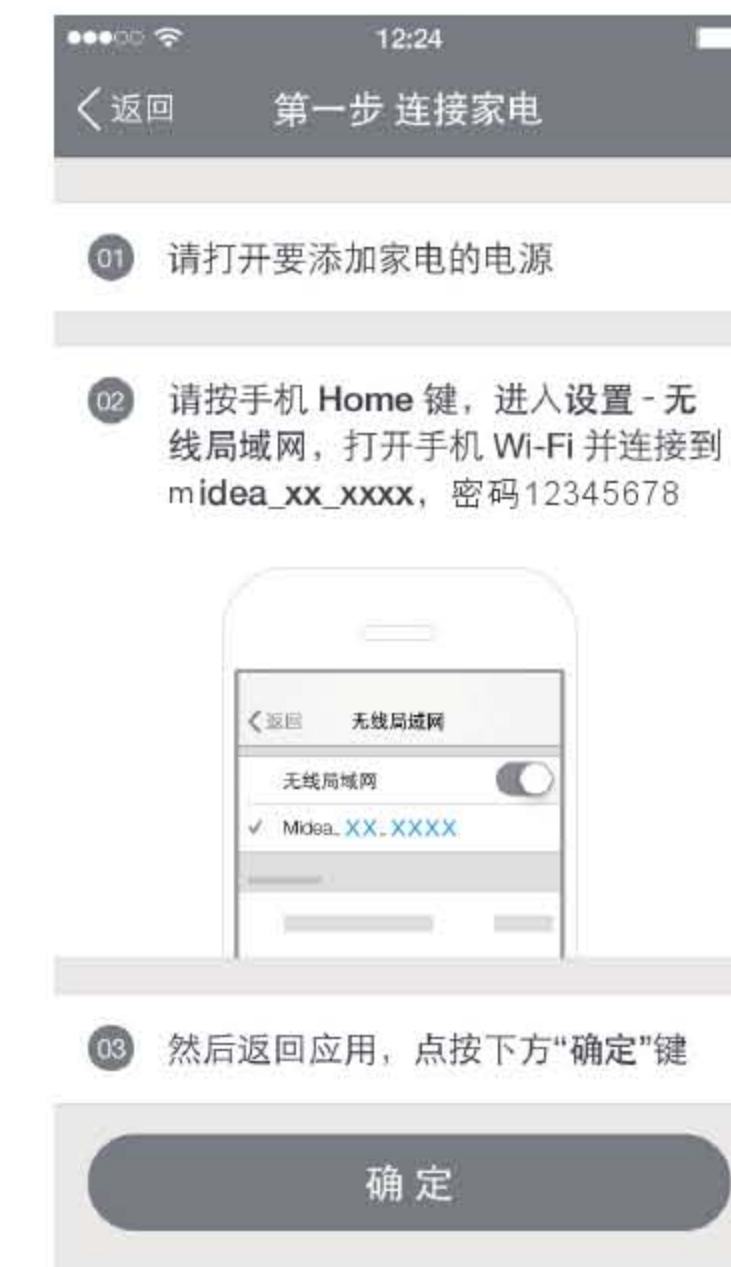 12:24
返回 第一步 连接家电
01 请打开要添加家电的电源
02 请按手机 Home 键，进入设置 - 无
线局域网，打开手机 Wi-Fi 并连接到
midea_xx_xxxx，密码12345678
返回 无线局域网
无线局域网
✓ Midea_XX_XXXX
03 然后返回应用，点按下方“确定”键
确 定